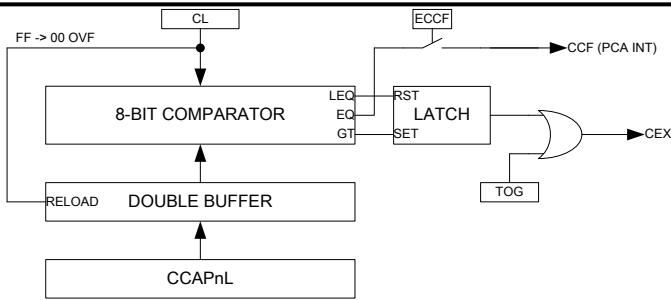 CL
ECCF
FF -> 00 OVF
CCF (PCA INT)
8-BIT COMPARATOR
LEQ
EQ
GT
RST
SET
LATCH
CEX
TOG
RELOAD
DOUBLE BUFFER
CCAPnL